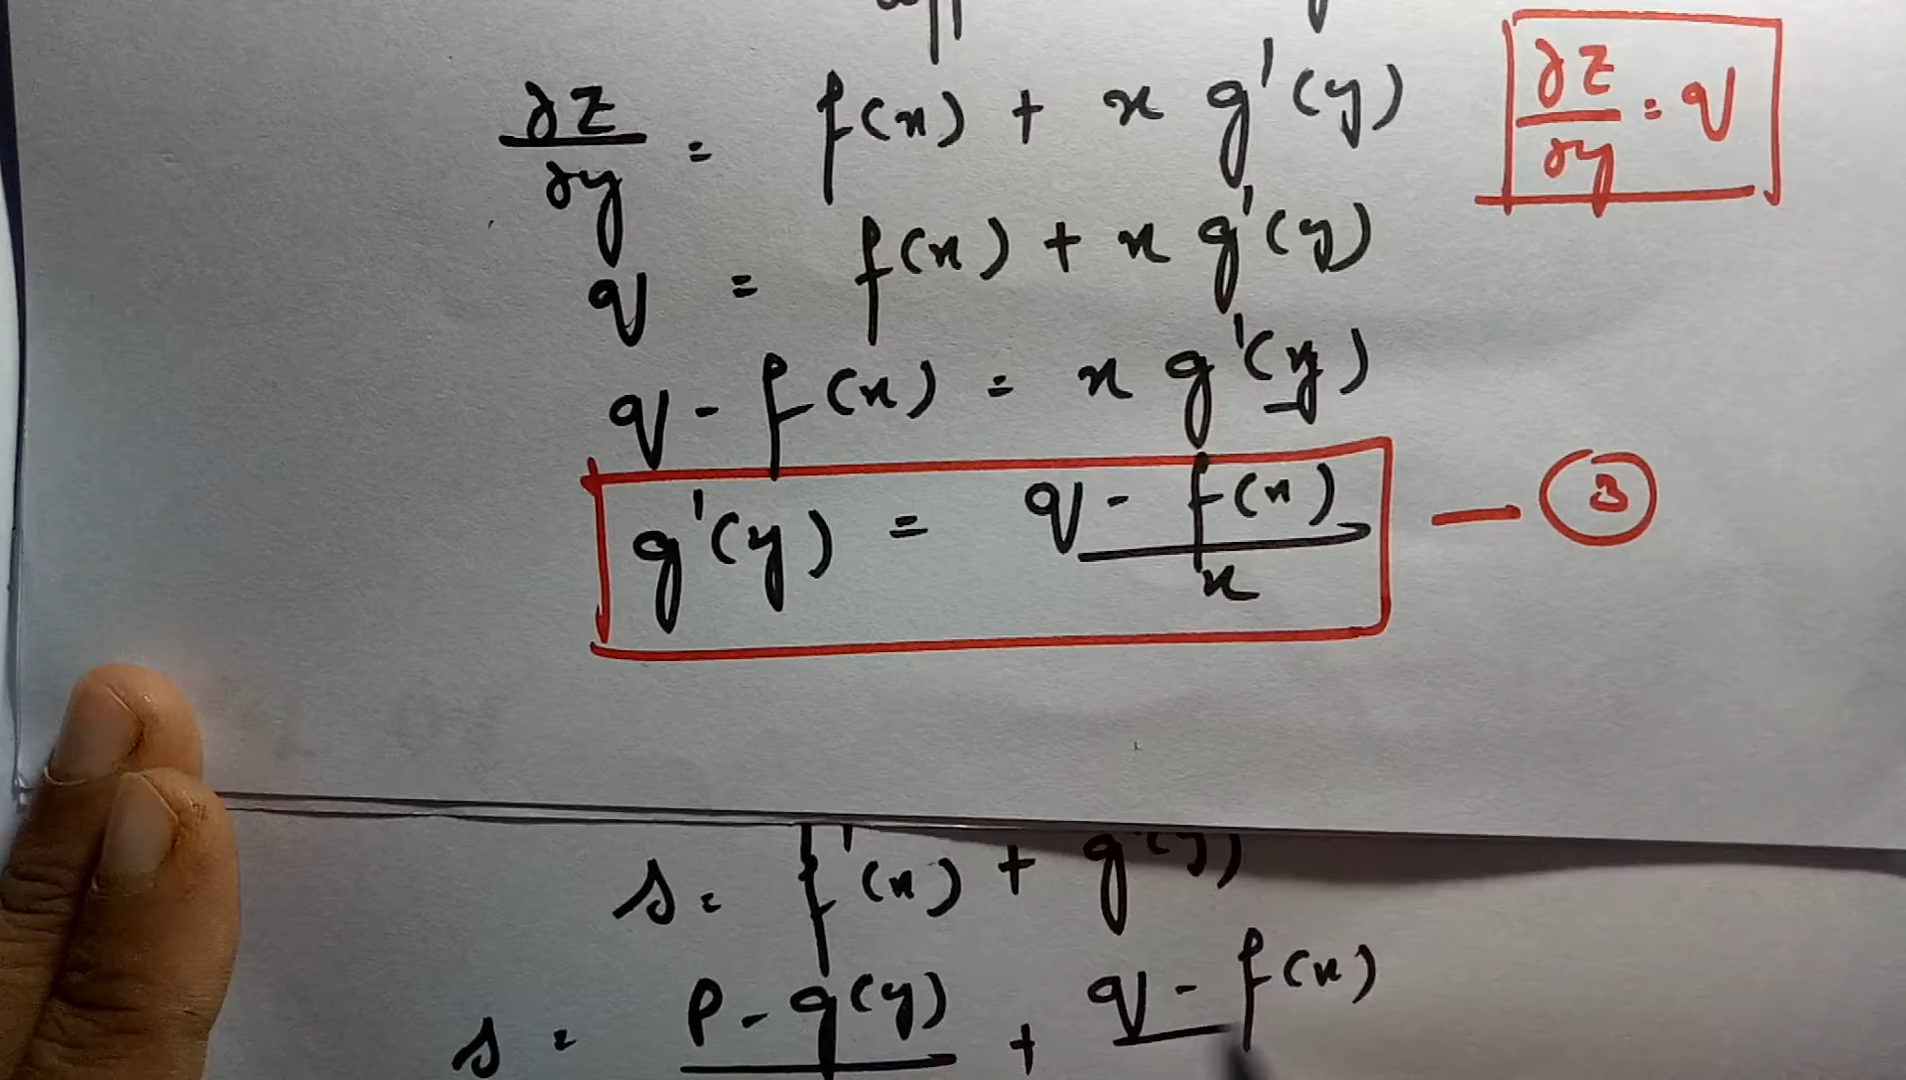 ∂z/∂y = f(x) + x g'(y)
∂z/∂y = q
q = f(x) + x g'(y)
q - f(x) = x g'(y)
g'(y) = q - f(x) / x — ③
s = f'(x) + g'(y)
s = p - g(y) + q - f(x)